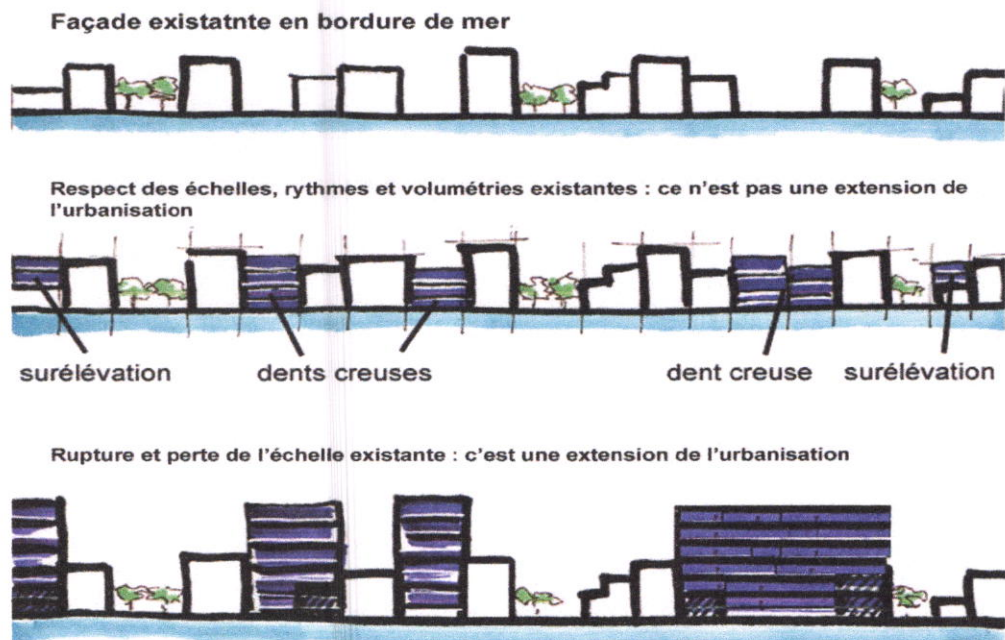 Façade existatnte en bordure de mer
Respect des échelles, rythmes et volumétries existantes : ce n'est pas une extension de
l'urbanisation
surélévation dents creuses dent creuse surélévation
Rupture et perte de l'échelle existante : c'est une extension de l'urbanisation